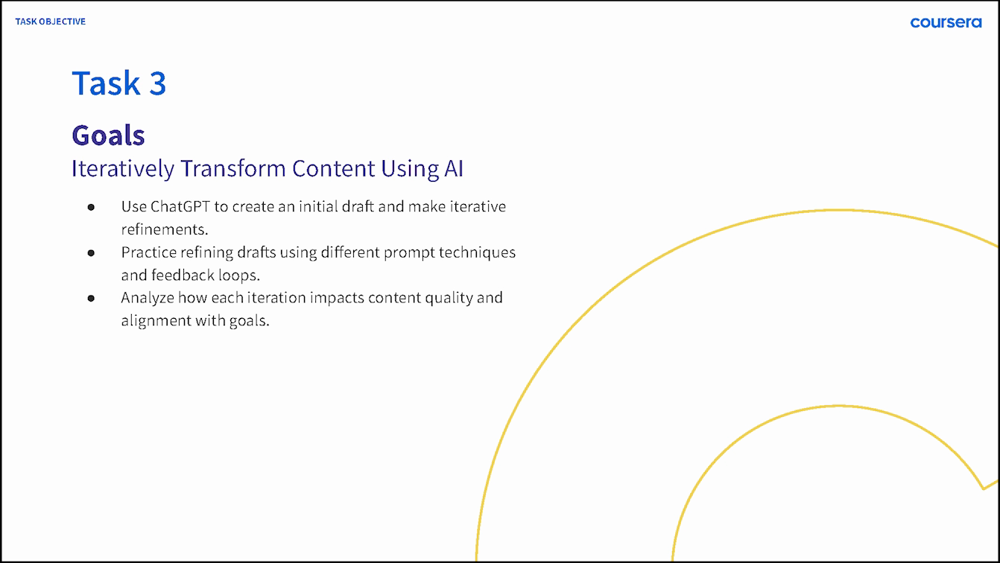 TASK OBJECTIVE
coursera
Task 3
Goals
Iteratively Transform Content Using AI
● Use ChatGPT to create an initial draft and make iterative
refinements.
● Practice refining drafts using different prompt techniques
and feedback loops.
● Analyze how each iteration impacts content quality and
alignment with goals.